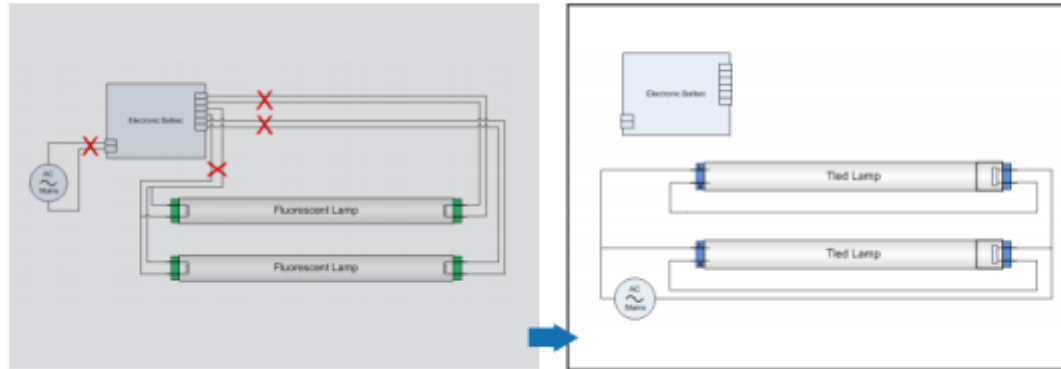 Electronic Ballast
AC
Mains
Fluorescent Lamp
Fluorescent Lamp
Electronic Ballast
Tled Lamp
Tled Lamp
AC
Mains